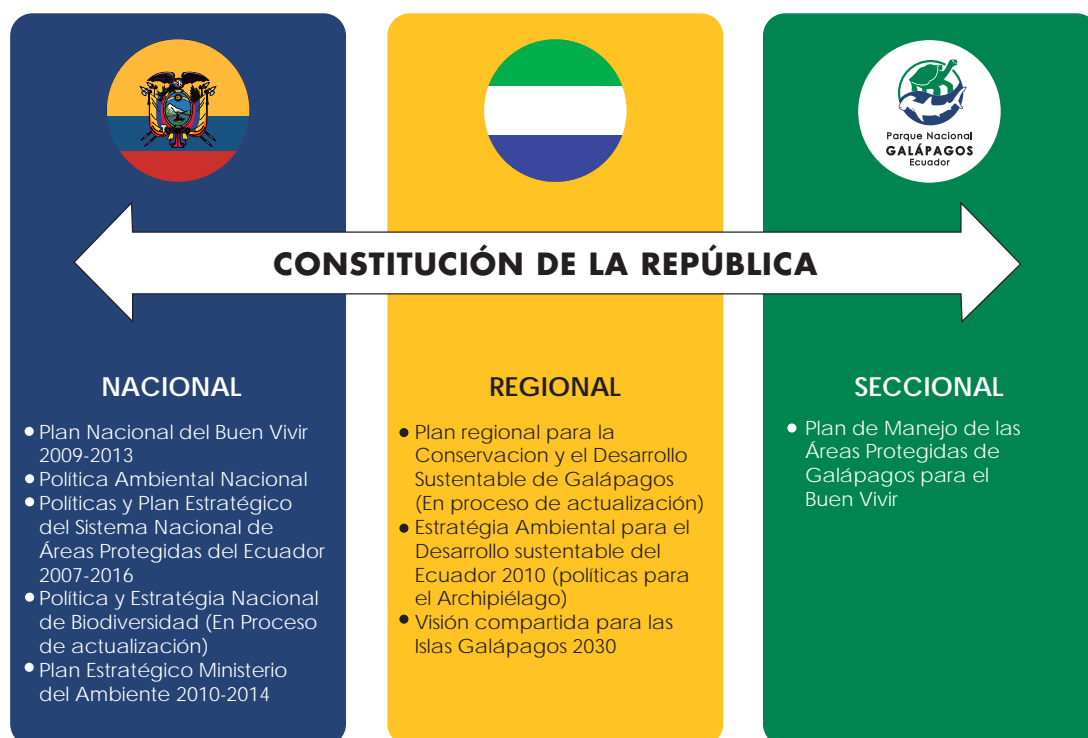 Parque Nacional
GALÁPAGOS
Ecuador
CONSTITUCIÓN DE LA REPÚBLICA
NACIONAL
Plan Nacional del Buen Vivir
2009-2013
Política Ambiental Nacional
Políticas y Plan Estratégico
del Sistema Nacional de
Áreas Protegidas del Ecuador
2007-2016
Política y Estratégia Nacional
de Biodiversidad (En Proceso
de actualización)
Plan Estratégico Ministerio
del Ambiente 2010-2014
REGIONAL
Plan regional para la
Conservacion y el Desarrollo
Sustentable de Galápagos
(En proceso de actualización)
Estratégia Ambiental para el
Desarrollo sustentable del
Ecuador 2010 (políticas para
el Archipiélago)
Visión compartida para las
Islas Galápagos 2030
SECCIONAL
Plan de Manejo de las
Áreas Protegidas de
Galápagos para el
Buen Vivir